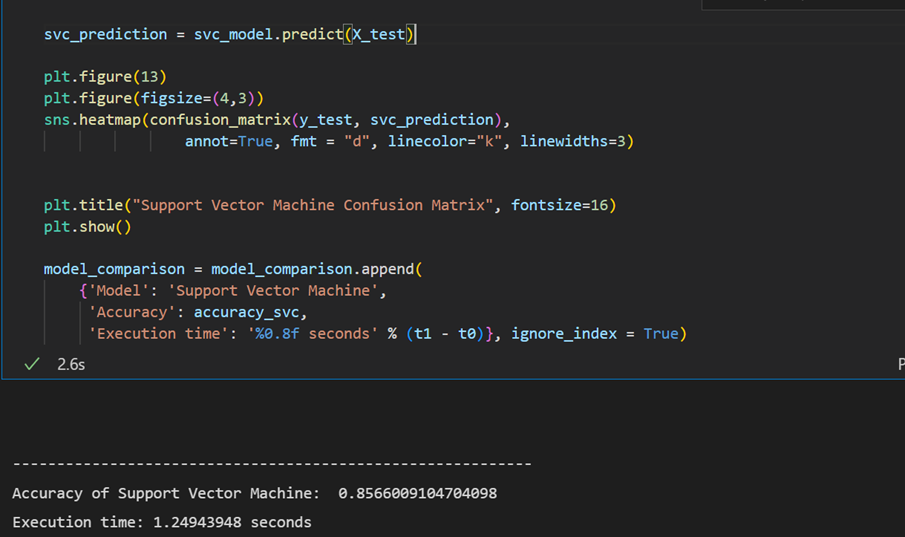 svc_prediction = svc_model.predict(X_test)
plt.figure(13)
plt.figure(figsize=(4,3))
sns.heatmap(confusion_matrix(y_test, svc_prediction),
annot=True, fmt = "d", linecolor="k", linewidths=3)
plt.title("Support Vector Machine Confusion Matrix", fontsize=16)
plt.show()
model_comparison = model_comparison.append(
{'Model': 'Support Vector Machine',
'Accuracy': accuracy_svc,
'Execution time': '%0.8f seconds' % (t1 - t0)}, ignore_index = True)
2.6s
------------------------------------------------------------
Accuracy of Support Vector Machine:  0.8566009104704098
Execution time: 1.24943948 seconds